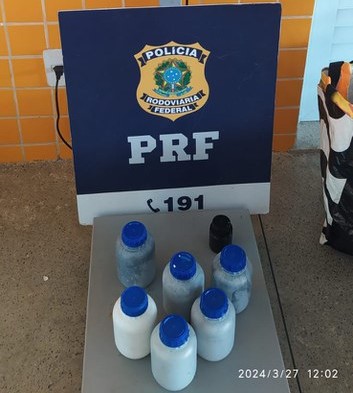 POLÍCIA
RODOVIÁRIA
FEDERAL
PRF
191
2024/3/27 12:02